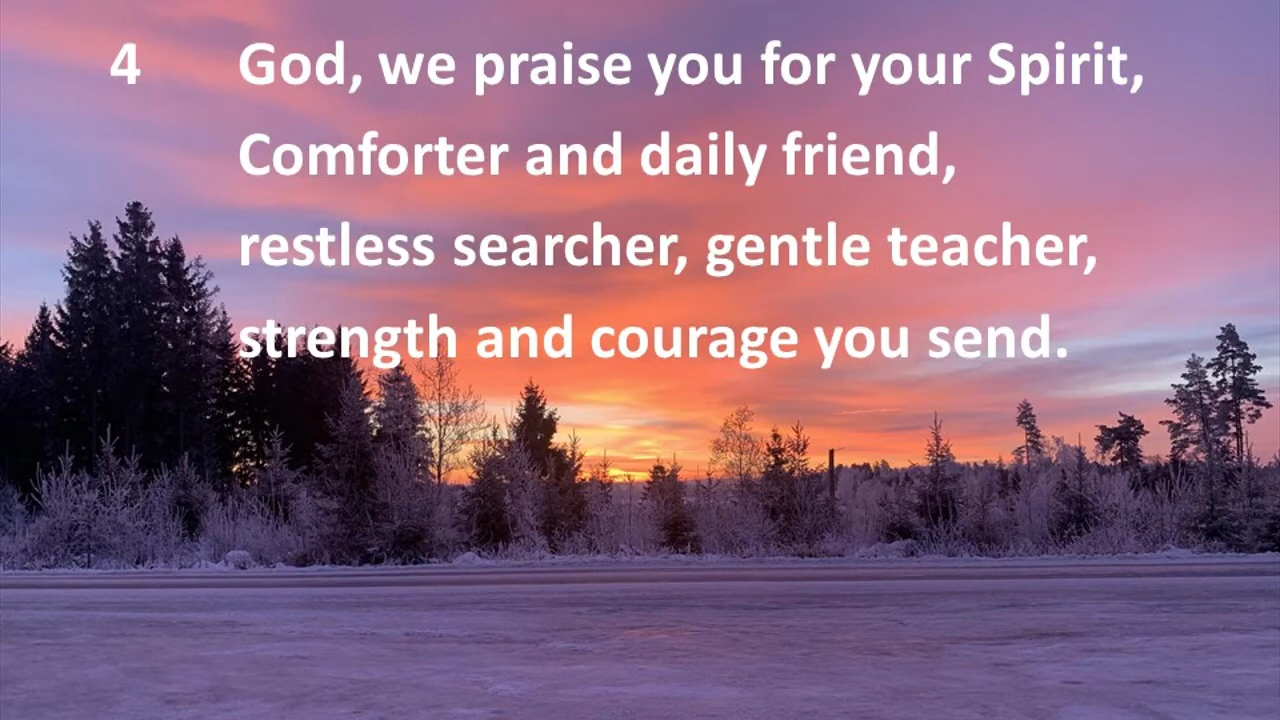 4 God, we praise you for your Spirit,
Comforter and daily friend,
restless searcher, gentle teacher,
strength and courage you send.